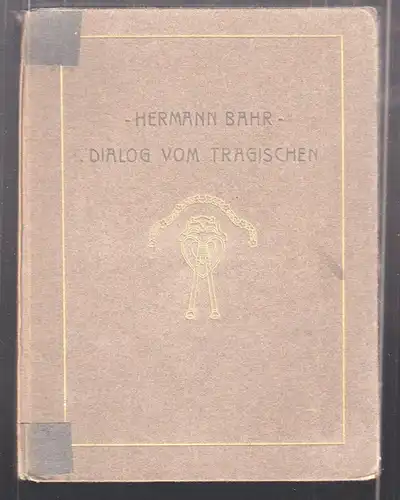 - HERMANN BAHR -
DIALOG VOM TRAGISCHEN